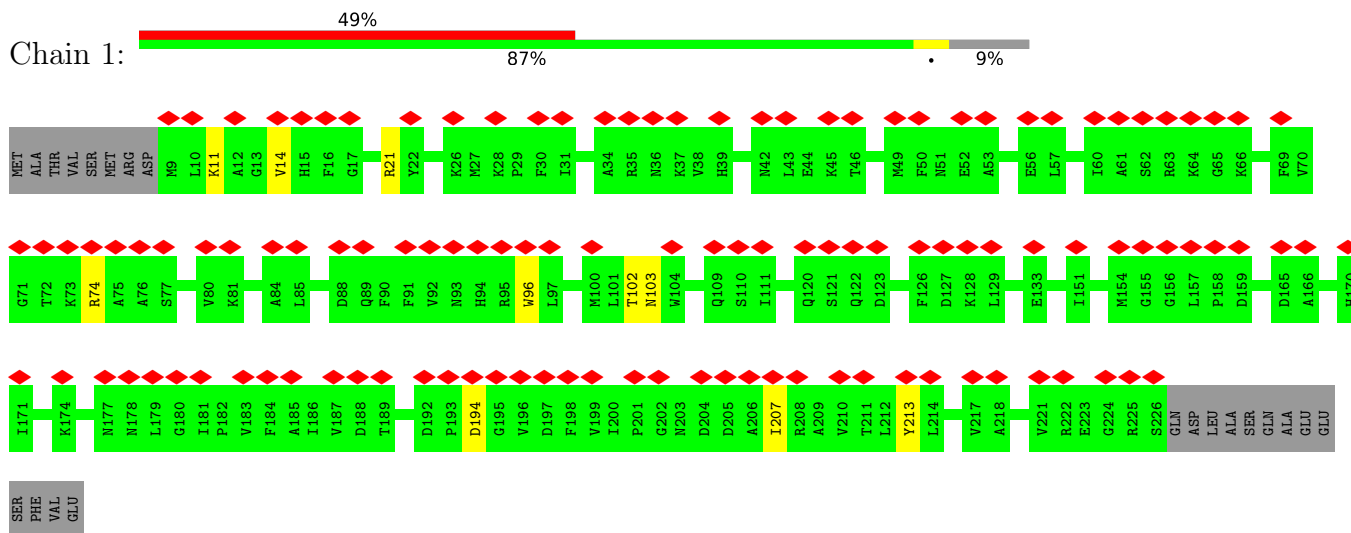 49%
Chain 1:
87% • 9%
MET ALA THR VAL SER MET ARG ASP M9 L10 K11 A12 G13 V14 H15 F16 G17 R21 Y22 K26 M27 K28 P29 F30 I31 A34 R35 N36 K37 V38 H39 N42 L43 E44 K45 T46 M49 F50 N51 E52 A53 E56 L57 I60 A61 S62 R63 K64 G65 K66 F69 V70
G71 T72 K73 R74 A75 A76 S77 V80 K81 A84 L85 D88 Q89 F90 F91 V92 N93 H94 R95 W96 L97 M100 L101 T102 N103 W104 Q109 S110 I111 Q120 S121 Q122 D123 F126 D127 K128 L129 E133 I151 M154 G155 G156 L157 P158 D159 D165 A166 H170
I171 K174 N177 N178 L179 G180 I181 P182 V183 F184 A185 I186 V187 D188 T189 D192 P193 D194 G195 V196 D197 F198 V199 I200 P201 G202 N203 D204 D205 A206 I207 R208 A209 V210 T211 L212 Y213 L214 V217 A218 V221 R222 E223 G224 R225 S226 GLN ASP LEU ALA SER GLN ALA GLU GLU
SER PHE VAL GLU